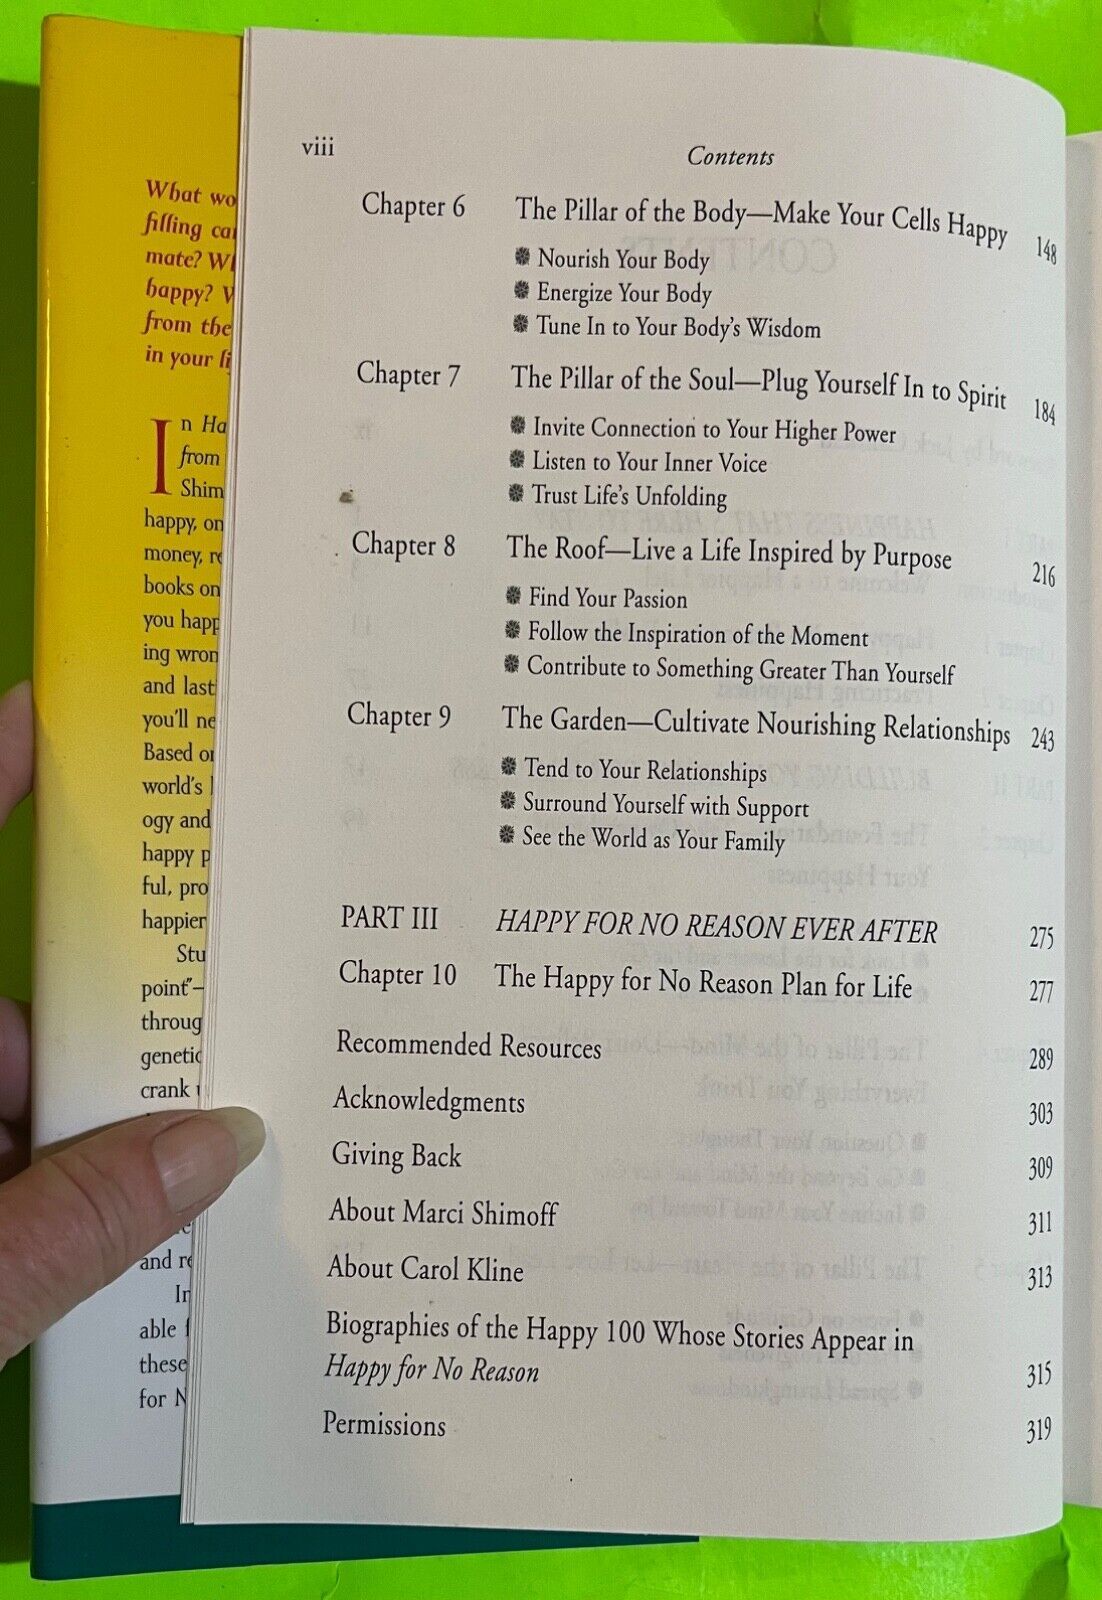 What wo
filling ca
mate? W
happy? V
from the
in your li
In Ha
from
Shim
happy, on
money, re
books on
you happ
ing wron
and last
you'll ne
Based o
world's
ogy and
happy p
ful, pro
happier
Stu
point"–
throug
genetic
crank
and re
In
able
these
for N
viii
Contents
Chapter 6 The Pillar of the Body—Make Your Cells Happy 148
Nourish Your Body
Energize Your Body
Tune In to Your Body's Wisdom
Chapter 7 The Pillar of the Soul—Plug Yourself In to Spirit 184
Invite Connection to Your Higher Power
Listen to Your Inner Voice
Trust Life's Unfolding
Chapter 8 The Roof—Live a Life Inspired by Purpose 216
Find Your Passion
Follow the Inspiration of the Moment
Contribute to Something Greater Than Yourself
Chapter 9 The Garden—Cultivate Nourishing Relationships 243
Tend to Your Relationships
Surround Yourself with Support
See the World as Your Family
PART III HAPPY FOR NO REASON EVER AFTER 275
Chapter 10 The Happy for No Reason Plan for Life 277
Recommended Resources 289
Acknowledgments 303
Giving Back 309
About Marci Shimoff 311
About Carol Kline 313
Biographies of the Happy 100 Whose Stories Appear in
Happy for No Reason 315
Permissions 319